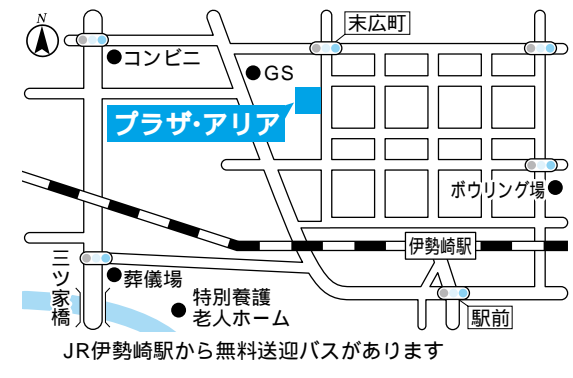 N
末広町
コンビニ
GS
プラザ・アリア
ボウリング場
伊勢崎駅
三ツ家橋
葬儀場
特別養護
老人ホーム
駅前
JR伊勢崎駅から無料送迎バスがあります